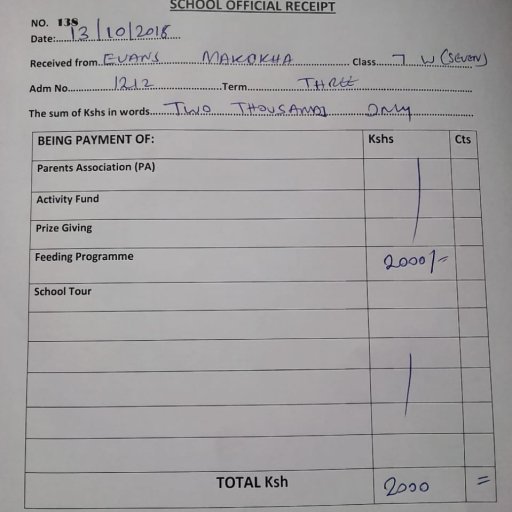 SCHOOL OFFICIAL RECEIPT
NO. 138
Date:...13/10/2018...
Received from EVANS MAKOKHA Class 7 W (SEVEN)
Adm No...1212...Term...THREE
The sum of Kshs in words...TWO THOUSAND ONLY
BEING PAYMENT OF: Kshs Cts
Parents Association (PA)
Activity Fund
Prize Giving
Feeding Programme 2000/=
School Tour
TOTAL Ksh 2000 =